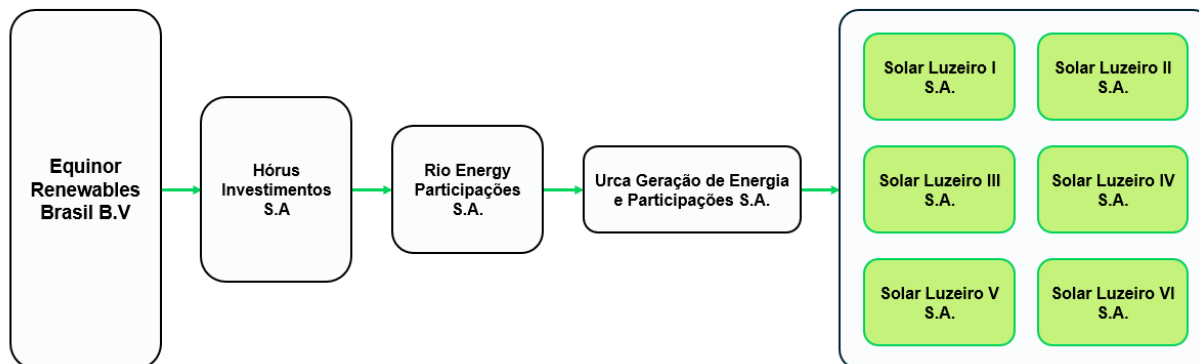 Equinor
Renewables
Brasil B.V
Hórus
Investimentos
S.A
Rio Energy
Participações
S.A.
Urca Geração de Energia
e Participações S.A.
Solar Luzeiro I
S.A.
Solar Luzeiro II
S.A.
Solar Luzeiro III
S.A.
Solar Luzeiro IV
S.A.
Solar Luzeiro V
S.A.
Solar Luzeiro VI
S.A.